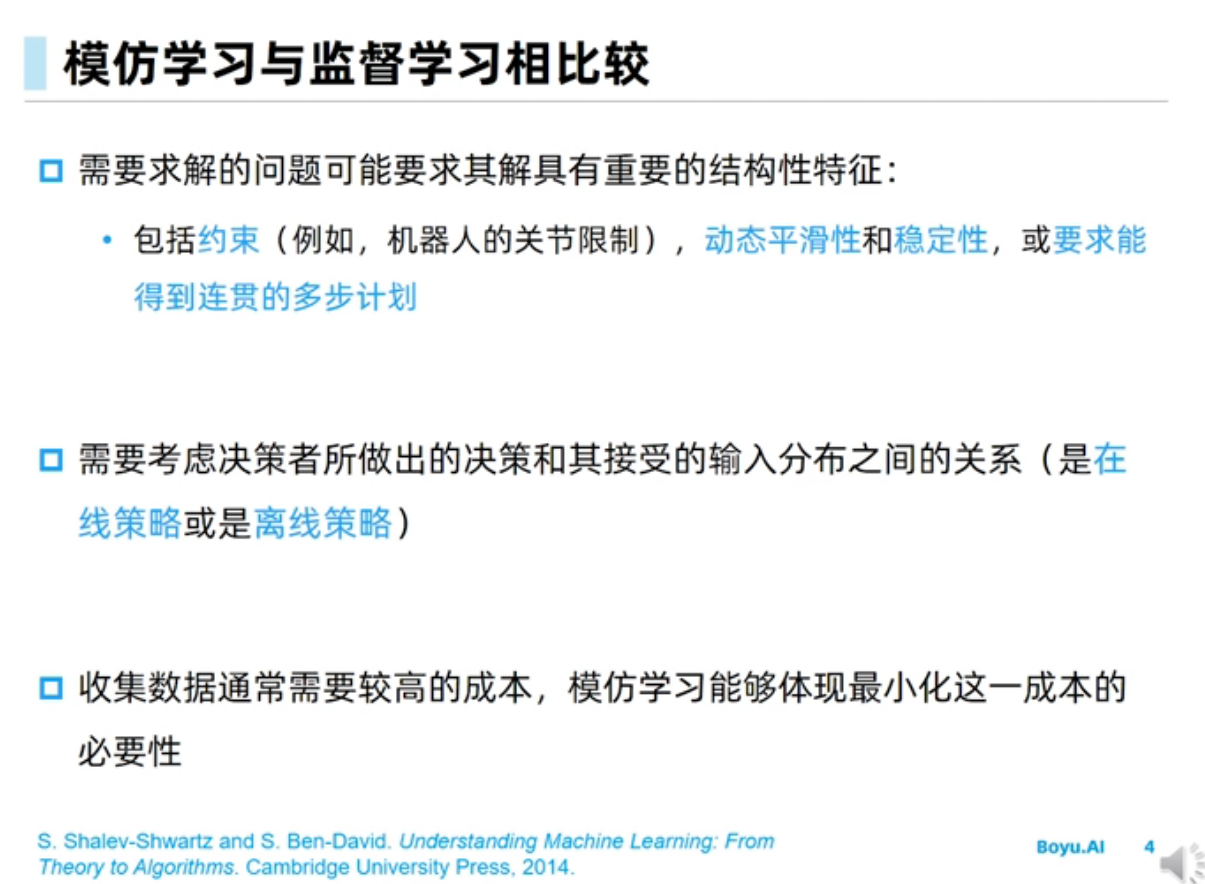 模仿学习与监督学习相比较
需要求解的问题可能要求其解具有重要的结构性特征：
• 包括约束（例如，机器人的关节限制），动态平滑性和稳定性，或要求能
得到连贯的多步计划
需要考虑决策者所做出的决策和其接受的输入分布之间的关系（是在
线策略或是离线策略）
收集数据通常需要较高的成本，模仿学习能够体现最小化这一成本的
必要性
S. Shalev-Shwartz and S. Ben-David. Understanding Machine Learning: From
Theory to Algorithms. Cambridge University Press, 2014.
Boyu.AI 4